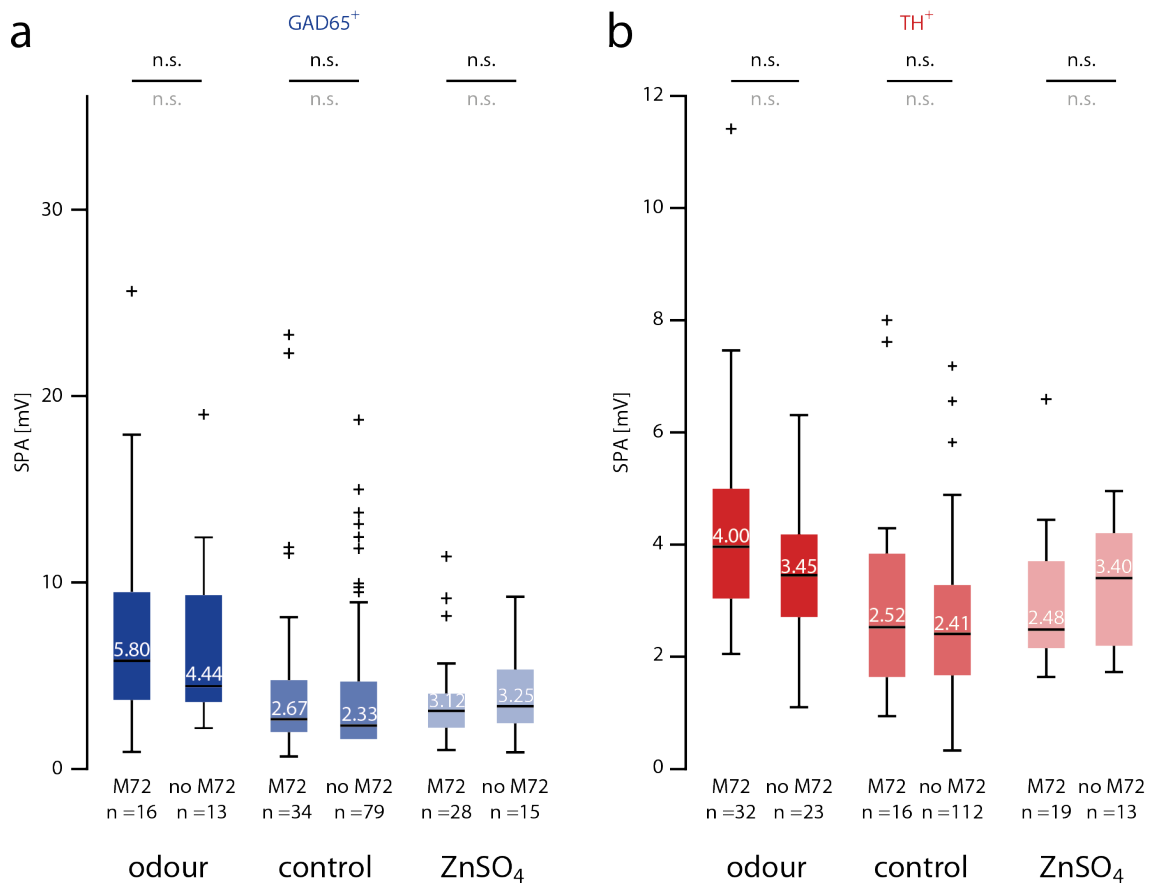 a
GAD65+
n.s. n.s. n.s.
n.s. n.s. n.s.
30
20
10
0
SPA [mV]
5.80 4.44 2.67 2.33 3.12 3.25
M72 no M72 M72 no M72 M72 no M72
n =16 n =13 n =34 n =79 n =28 n =15
odour control ZnSO4
b
TH+
n.s. n.s. n.s.
n.s. n.s. n.s.
12
10
8
6
4
2
0
SPA [mV]
4.00 3.45 2.52 2.41 2.48 3.40
M72 no M72 M72 no M72 M72 no M72
n =32 n =23 n =16 n =112 n =19 n =13
odour control ZnSO4